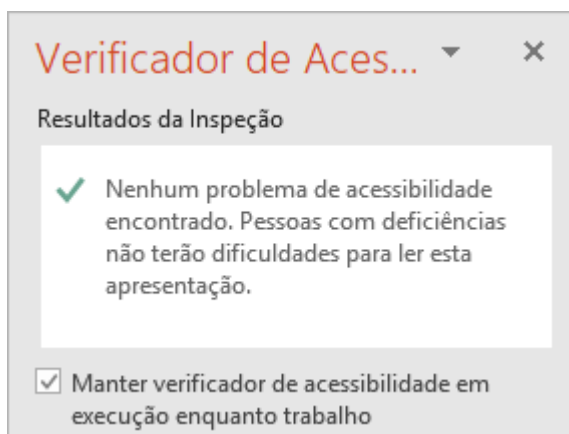 Verificador de Aces...
Resultados da Inspeção
Nenhum problema de acessibilidade
encontrado. Pessoas com deficiências
não terão dificuldades para ler esta
apresentação.
Manter verificador de acessibilidade em
execução enquanto trabalho